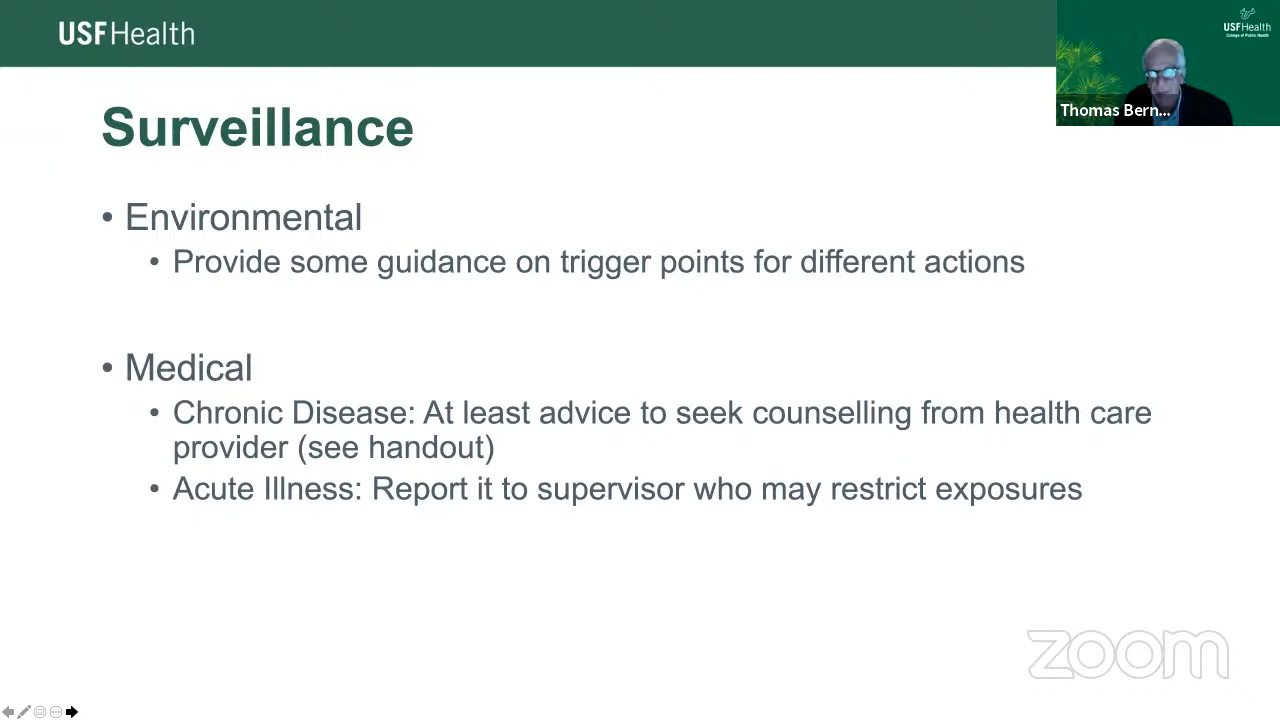 USF Health
USF Health
College of Public Health
Thomas Bern...
Surveillance
• Environmental
• Provide some guidance on trigger points for different actions
• Medical
• Chronic Disease: At least advice to seek counselling from health care
provider (see handout)
• Acute Illness: Report it to supervisor who may restrict exposures
zoom